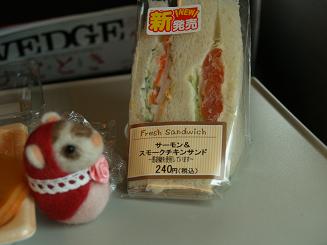 WEDGE
NEW!
新発売
Fresh Sandwich
サーモン&
スモークチキンサンド
240円(税込)